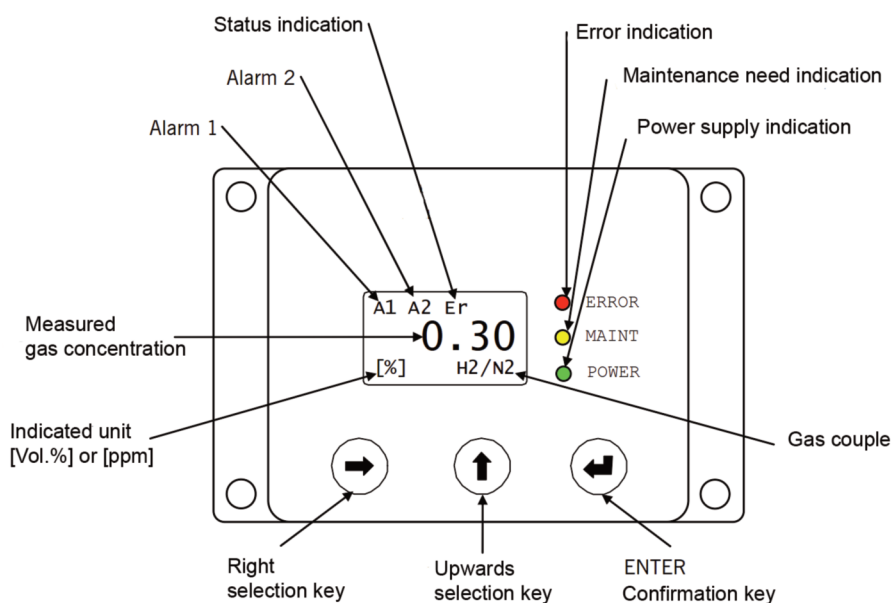 Status indication
Error indication
Alarm 2
Maintenance need indication
Alarm 1
Power supply indication
A1 A2 Er
ERROR
Measured
gas concentration
0.30
MAINT
[%]
H2/N2
POWER
Indicated unit
[Vol.%] or [ppm]
Gas couple
Right
selection key
Upwards
selection key
ENTER
Confirmation key